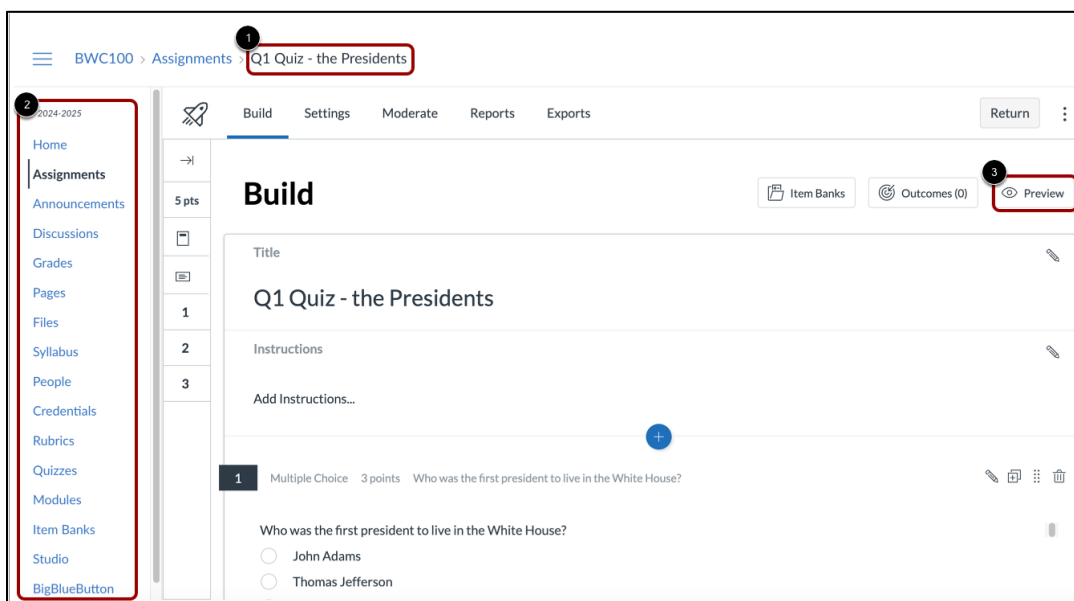 1
BWC100 > Assignments > Q1 Quiz - the Presidents
2
2024-2025
Home
Assignments
Announcements
Discussions
Grades
Pages
Files
Syllabus
People
Credentials
Rubrics
Quizzes
Modules
Item Banks
Studio
BigBlueButton
Build Settings Moderate Reports Exports Return
5 pts
1
2
3
3
Build Item Banks Outcomes (0) Preview
Title
Q1 Quiz - the Presidents
Instructions
Add Instructions...
1 Multiple Choice 3 points Who was the first president to live in the White House?
Who was the first president to live in the White House?
John Adams
Thomas Jefferson